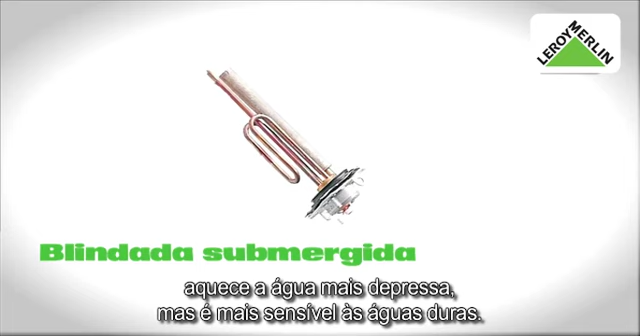 LEROY MERLIN
Blindada submergida
aquece a água mais depressa,
mas é mais sensível às águas duras.